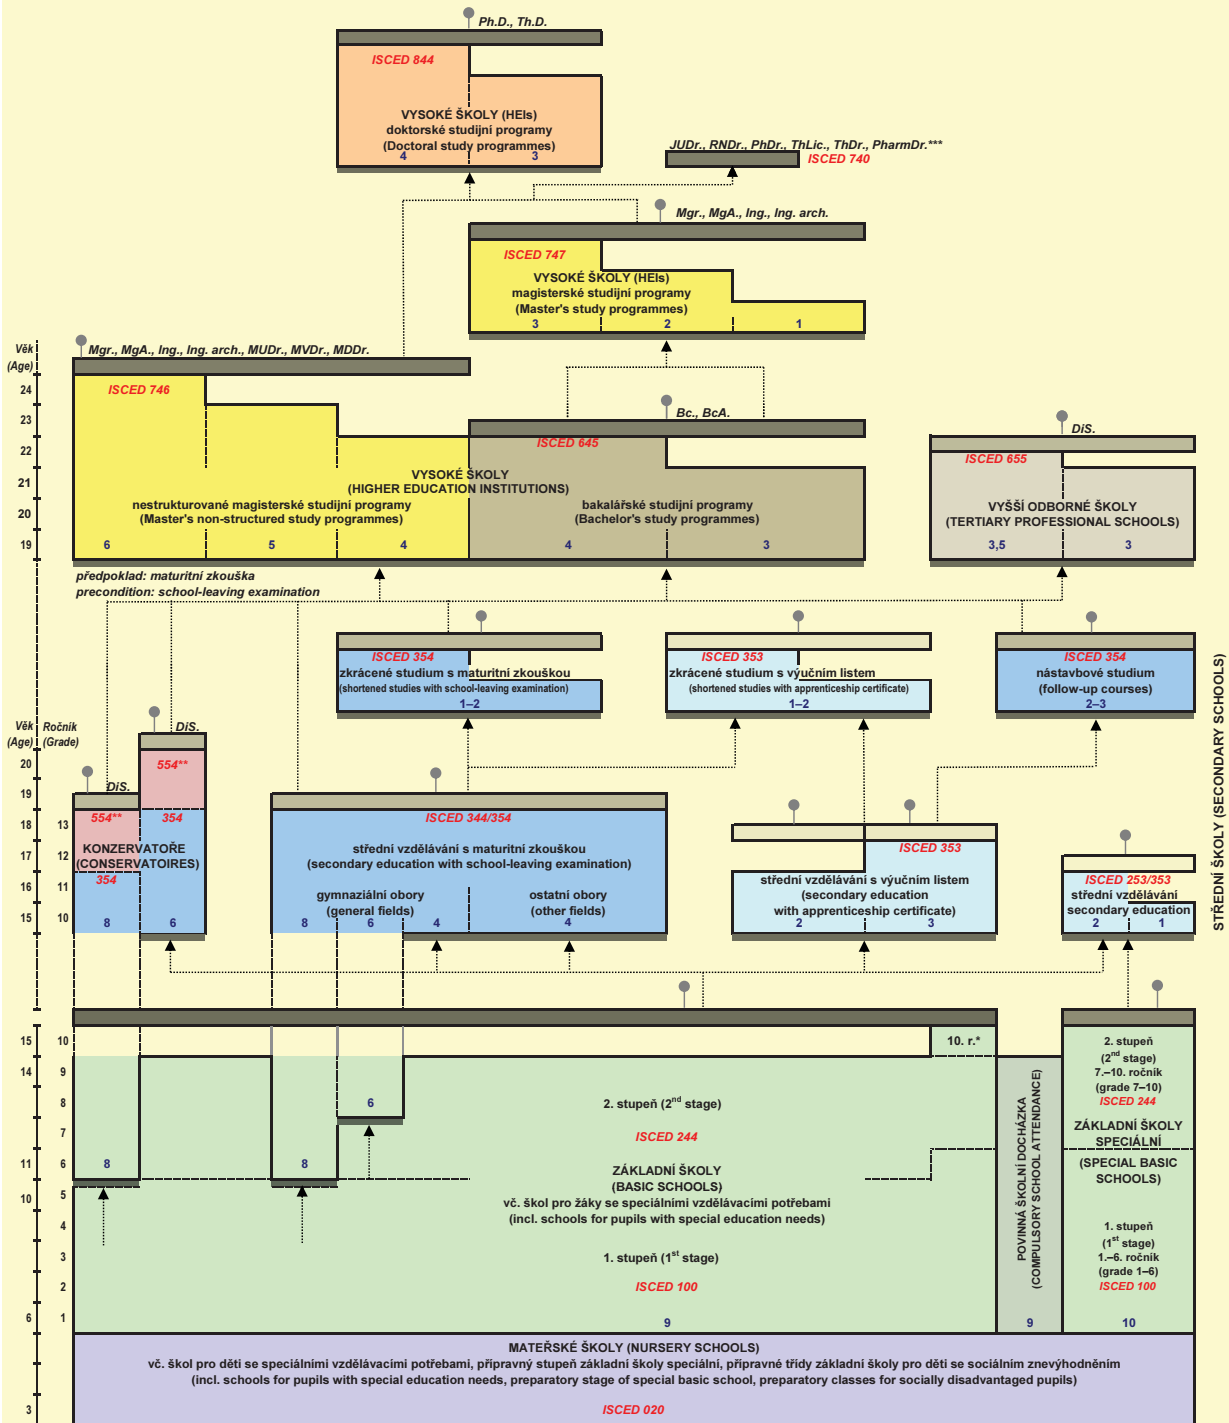 Ph.D., Th.D.
ISCED 844
VYSOKÉ ŠKOLY (HEIs)
doktorské studijní programy
(Doctoral study programmes)
4 3
JUDr., RNDr., PhDr., ThLic., ThDr., PharmDr.***
ISCED 740
Mgr., MgA., Ing., Ing. arch.
ISCED 747
VYSOKÉ ŠKOLY (HEIs)
magisterské studijní programy
(Master's study programmes)
3 2 1
Věk
(Age)
Mgr., MgA., Ing., Ing. arch., MUDr., MVDr., MDDr.
ISCED 746
24
23
22
21
20
19
Bc., BcA.
ISCED 645
VYSOKÉ ŠKOLY
(HIGHER EDUCATION INSTITUTIONS)
nestrukturované magisterské studijní programy
(Master's non-structured study programmes)
6 5 4
bakalářské studijní programy
(Bachelor's study programmes)
4 3
DiS.
ISCED 655
VYŠŠÍ ODBORNÉ ŠKOLY
(TERTIARY PROFESSIONAL SCHOOLS)
3,5 3
předpoklad: maturitní zkouška
precondition: school-leaving examination
ISCED 354
zkrácené studium s maturitní zkouškou
(shortened studies with school-leaving examination)
1–2
ISCED 353
zkrácené studium s výučním listem
(shortened studies with apprenticeship certificate)
1–2
ISCED 354
nástavbové studium
(follow-up courses)
2–3
STŘEDNÍ ŠKOLY (SECONDARY SCHOOLS)
Věk Ročník
(Age) (Grade)
20
19
18 13
17 12
16 11
15 10
DiS.
554**
DiS.
554** 354
KONZERVATOŘE
(CONSERVATOIRES)
354
8 6
ISCED 344/354
střední vzdělávání s maturitní zkouškou
(secondary education with school-leaving examination)
gymnaziální obory
(general fields)
ostatní obory
(other fields)
8 6 4 4
ISCED 353
střední vzdělávání s výučním listem
(secondary education
with apprenticeship certificate)
2 3
ISCED 253/353
střední vzdělávání
secondary education
2 1
15 10
14 9
8
7
11 6
10 5
4
3
2
6 1
10. r.*
6
8
8
2. stupeň (2nd stage)
ISCED 244
ZÁKLADNÍ ŠKOLY
(BASIC SCHOOLS)
vč. škol pro žáky se speciálními vzdělávacími potřebami
(incl. schools for pupils with special education needs)
1. stupeň (1st stage)
ISCED 100
9
POVINNÁ ŠKOLNÍ DOCHÁZKA
(COMPULSORY SCHOOL ATTENDANCE)
9
2. stupeň
(2nd stage)
7.–10. ročník
(grade 7–10)
ISCED 244
ZÁKLADNÍ ŠKOLY
SPECIÁLNÍ
(SPECIAL BASIC
SCHOOLS)
1. stupeň
(1st stage)
1.–6. ročník
(grade 1–6)
ISCED 100
10
MATEŘSKÉ ŠKOLY (NURSERY SCHOOLS)
vč. škol pro děti se speciálními vzdělávacími potřebami, přípravný stupeň základní školy speciální, přípravné třídy základní školy pro děti se sociálním znevýhodněním
(incl. schools for pupils with special education needs, preparatory stage of special basic school, preparatory classes for socially disadvantaged pupils)
3
ISCED 020